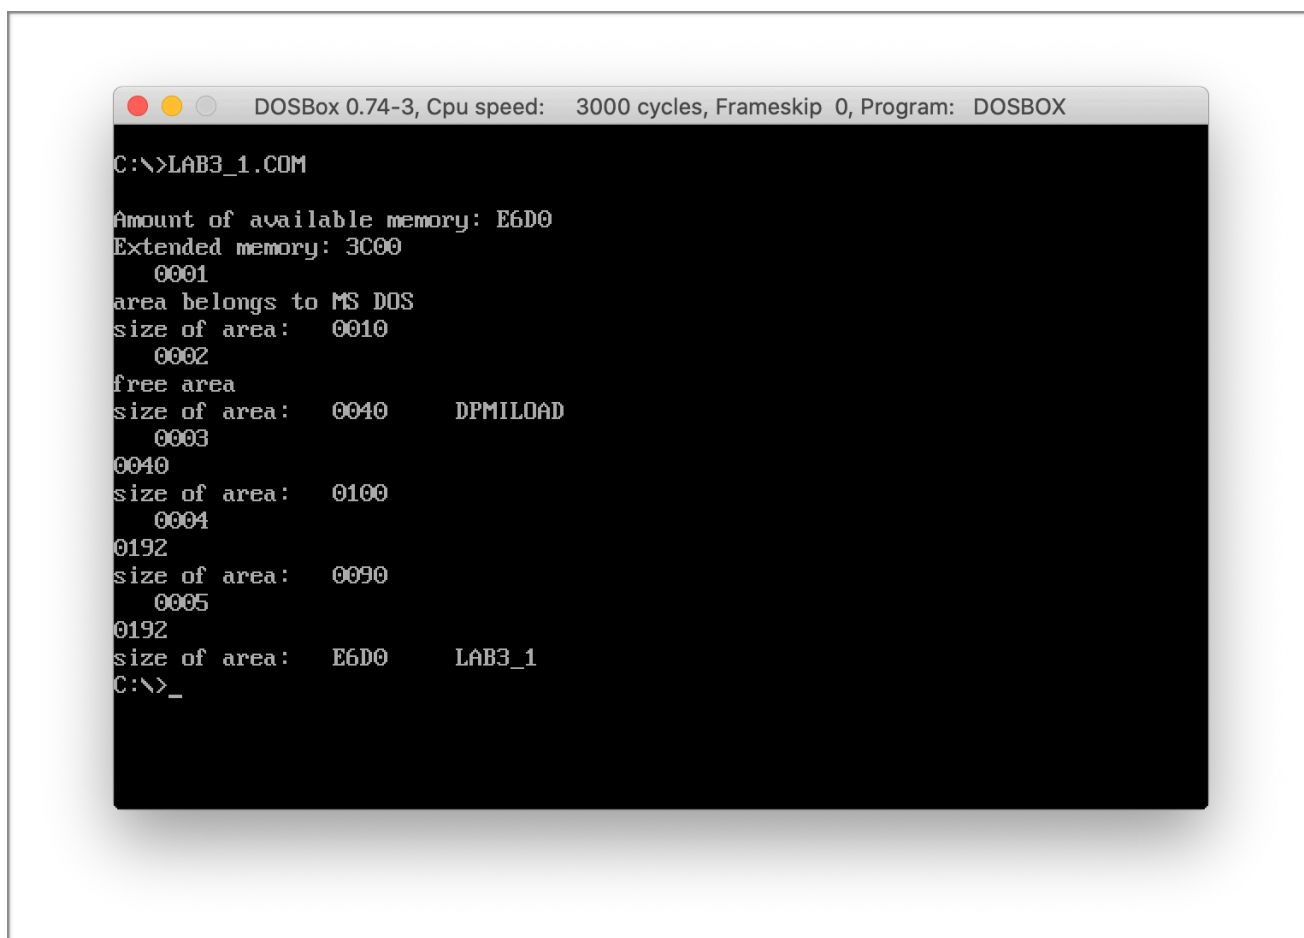 DOSBox 0.74-3, Cpu speed: 3000 cycles, Frameskip 0, Program: DOSBOX
C:\>LAB3_1.COM
Amount of available memory: E6D0
Extended memory: 3C00
0001
area belongs to MS DOS
size of area: 0010
0002
free area
size of area: 0040 DPMILOAD
0003
0040
size of area: 0100
0004
0192
size of area: 0090
0005
0192
size of area: E6D0 LAB3_1
C:\>_